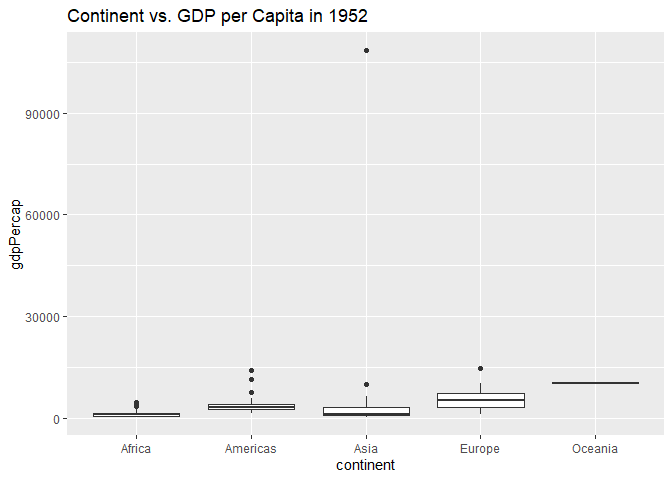 Continent vs. GDP per Capita in 1952
90000
60000
30000
0
gdpPercap
Africa Americas Asia Europe Oceania
continent